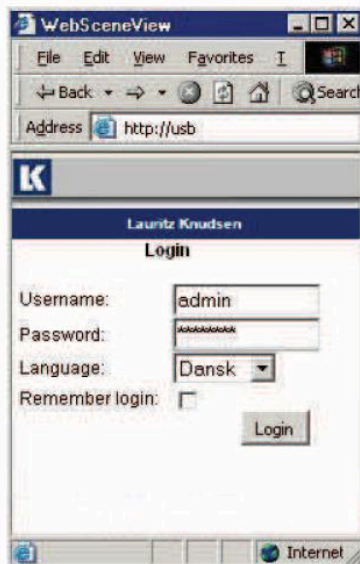 WebSceneView
File Edit View Favorites T
Back Search
Address http://usb
LK
Lauritz Knudsen
Login
Username: admin
Password: ********
Language: Dansk
Remember login:
Login
Internet